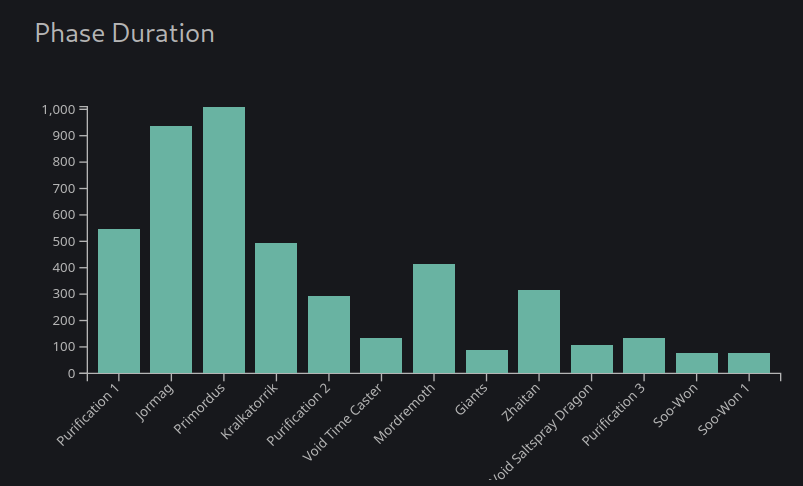 Phase Duration
1,000
900
800
700
600
500
400
300
200
100
0
Purification 1
Jormag
Primordus
Kralkatorrik
Purification 2
Void Time Caster
Mordremoth
Giants
Zhaitan
Void Saltspray Dragon
Purification 3
Soo-Won
Soo-Won 1